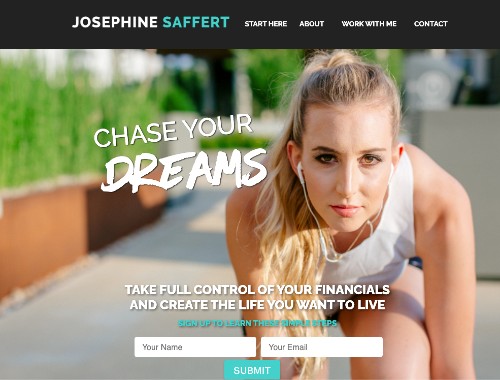 JOSEPHINE SAFFERT
START HERE ABOUT WORK WITH ME CONTACT
CHASE YOUR
DREAMS
TAKE FULL CONTROL OF YOUR FINANCIALS
AND CREATE THE LIFE YOU WANT TO LIVE
SIGN UP TO LEARN THESE SIMPLE STEPS
Your Name Your Email
SUBMIT